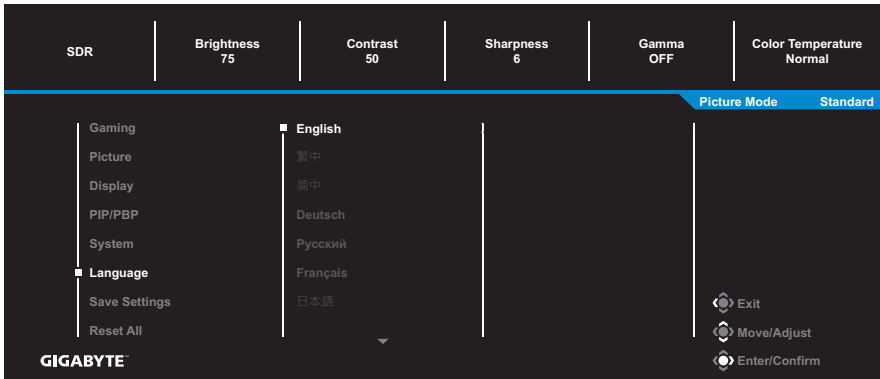 SDR
Brightness
75
Contrast
50
Sharpness
6
Gamma
OFF
Color Temperature
Normal
Picture Mode Standard
Gaming
Picture
Display
PIP/PBP
System
Language
Save Settings
Reset All
English
繁中
简中
Deutsch
Русский
Français
日本語
Exit
Move/Adjust
Enter/Confirm
GIGABYTE™